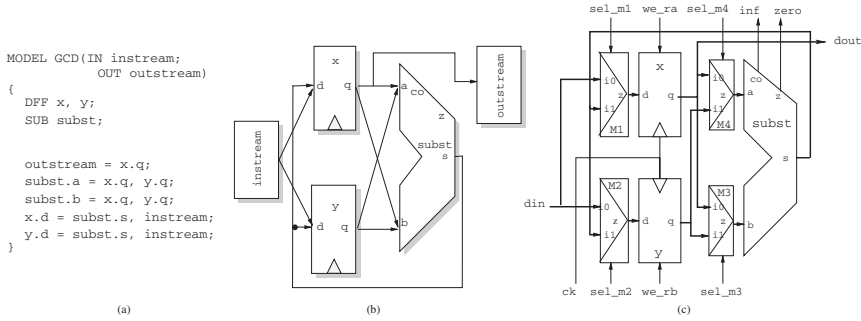 MODEL GCD(IN instream;
OUT outstream)
{
DFF x, y;
SUB subst;
outstream = x.q;
subst.a = x.q, y.q;
subst.b = x.q, y.q;
x.d = subst.s, instream;
y.d = subst.s, instream;
}
(a)
instream
x
d
q
y
d
q
a
co
z
subst
s
b
outstream
(b)
sel_m1
we_ra
sel_m4
inf
zero
dout
i0
z
i1
M1
x
d
q
i0
z
i1
M4
co
a
z
subst
s
b
din
M2
i0
z
i1
d
q
y
M3
i0
z
i1
ck
sel_m2
we_rb
sel_m3
(c)